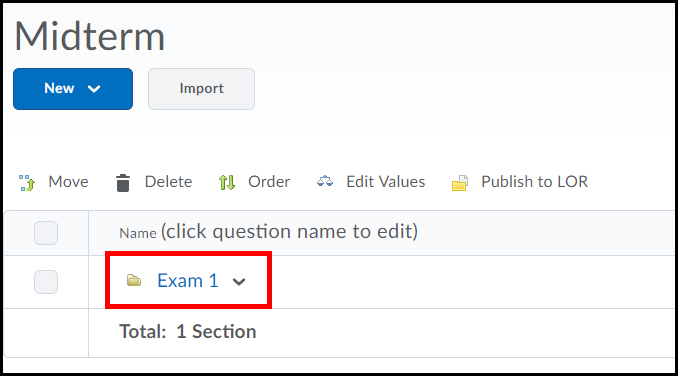 Midterm
New Import
Move Delete Order Edit Values Publish to LOR
Name (click question name to edit)
Exam 1
Total: 1 Section